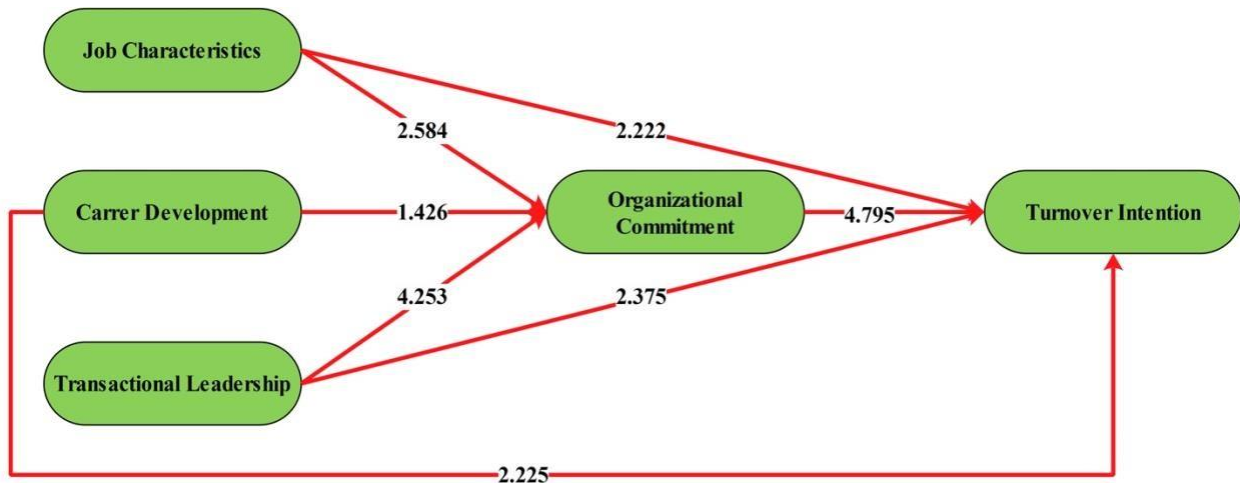 Job Characteristics
2.584
2.222
Carrer Development
1.426
Organizational
Commitment
4.795
Turnover Intention
4.253
2.375
Transactional Leadership
2.225